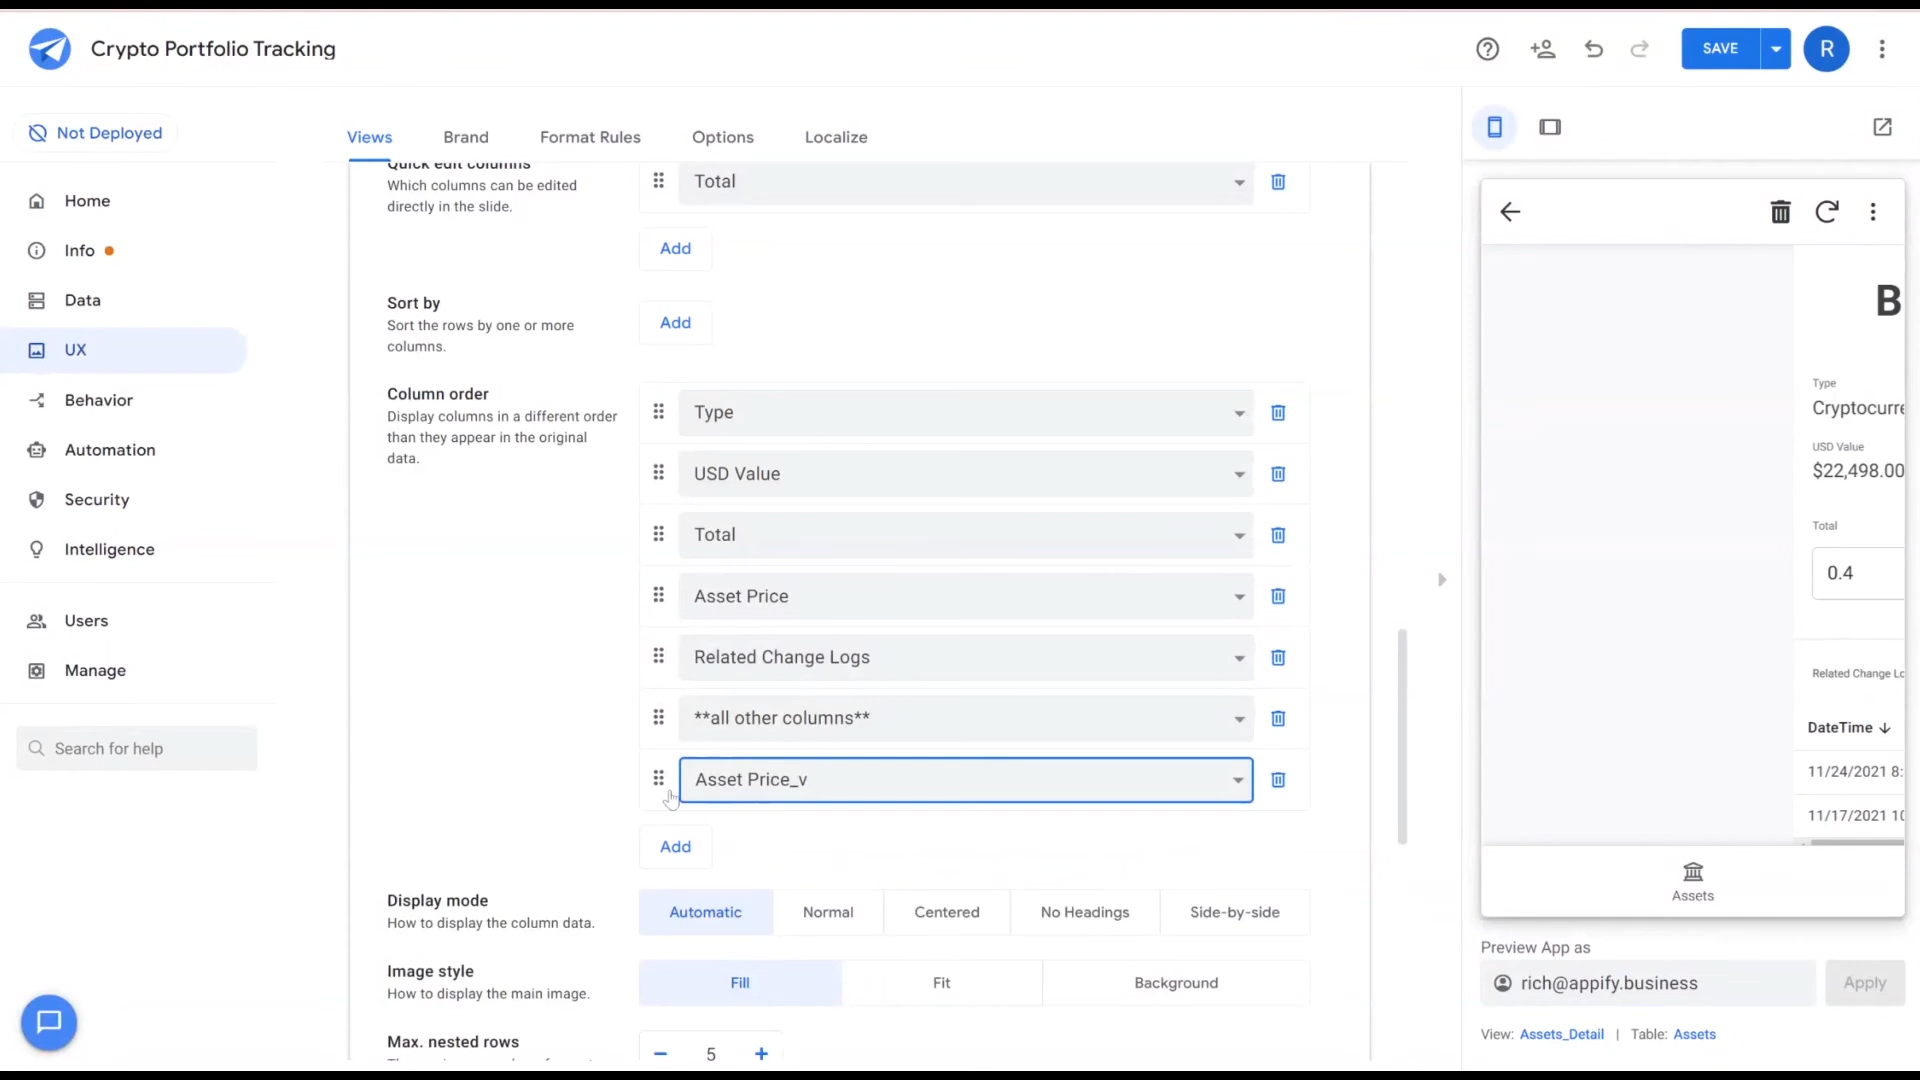 Crypto Portfolio Tracking
SAVE
R
Not Deployed
Views
Brand
Format Rules
Options
Localize
Home
Info
Data
UX
Behavior
Automation
Security
Intelligence
Users
Manage
Search for help
Quick edit columns
Which columns can be edited
directly in the slide.
Total
Add
Sort by
Sort the rows by one or more
columns.
Add
Column order
Display columns in a different order
than they appear in the original
data.
Type
USD Value
Total
Asset Price
Related Change Logs
**all other columns**
Asset Price_v
Add
Display mode
How to display the column data.
Automatic
Normal
Centered
No Headings
Side-by-side
Image style
How to display the main image.
Fill
Fit
Background
Max. nested rows
5
B
Type
Cryptocurre
USD Value
$22,498.00
Total
0.4
Related Change Lo
DateTime
11/24/2021 8:
11/17/2021 10
Assets
Preview App as
rich@appify.business
Apply
View: Assets_Detail | Table: Assets